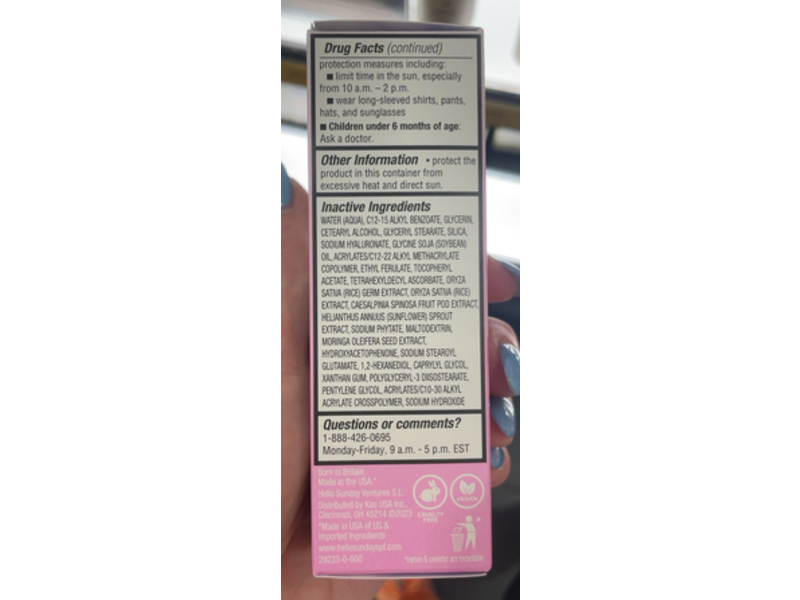 Drug Facts (continued)
protection measures including:
■ limit time in the sun, especially
from 10 a.m. – 2 p.m.
■ wear long-sleeved shirts, pants,
hats, and sunglasses
■ Children under 6 months of age:
Ask a doctor.
Other Information • protect the
product in this container from
excessive heat and direct sun.
Inactive Ingredients
WATER (AQUA), C12-15 ALKYL BENZOATE, GLYCERIN,
CETEARYL ALCOHOL, GLYCERYL STEARATE, SILICA,
SODIUM HYALURONATE, GLYCINE SOJA (SOYBEAN)
OIL, ACRYLATES/C12-22 ALKYL METHACRYLATE
COPOLYMER, ETHYL FERULATE, TOCOPHERYL
ACETATE, TETRAHEXYLDECYL ASCORBATE, ORYZA
SATIVA (RICE) GERM EXTRACT, ORYZA SATIVA (RICE)
EXTRACT, CAESALPINIA SPINOSA FRUIT POD EXTRACT,
HELIANTHUS ANNUUS (SUNFLOWER) SPROUT
EXTRACT, SODIUM PHYTATE, MALTODEXTRIN,
MORINGA OLEIFERA SEED EXTRACT,
HYDROXYACETOPHENONE, SODIUM STEAROYL
GLUTAMATE, 1,2-HEXANEDIOL, CAPRYLYL GLYCOL,
XANTHAN GUM, POLYGLYCERYL-3 DIISOSTEARATE,
PENTYLENE GLYCOL, ACRYLATES/C10-30 ALKYL
ACRYLATE CROSSPOLYMER, SODIUM HYDROXIDE
Questions or comments?
1-888-426-0695
Monday-Friday, 9 a.m. - 5 p.m. EST
Born in Britain.
Made in the USA.*
Hello Sunday Ventures S.L.
Distributed by Kao USA Inc.,
Cincinnati, OH 45214 ©2023
*Made in USA of US &
Imported Ingredients
www.hellosundayspf.com
29233-0-600
CRUELTY
FREE
VEGAN
*carton & container are recyclable